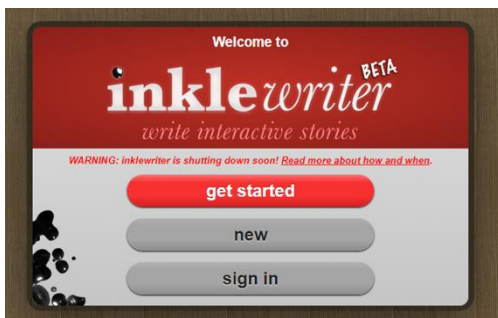 Welcome to
inklewriter BETA
write interactive stories
WARNING: inklewriter is shutting down soon! Read more about how and when.
get started
new
sign in